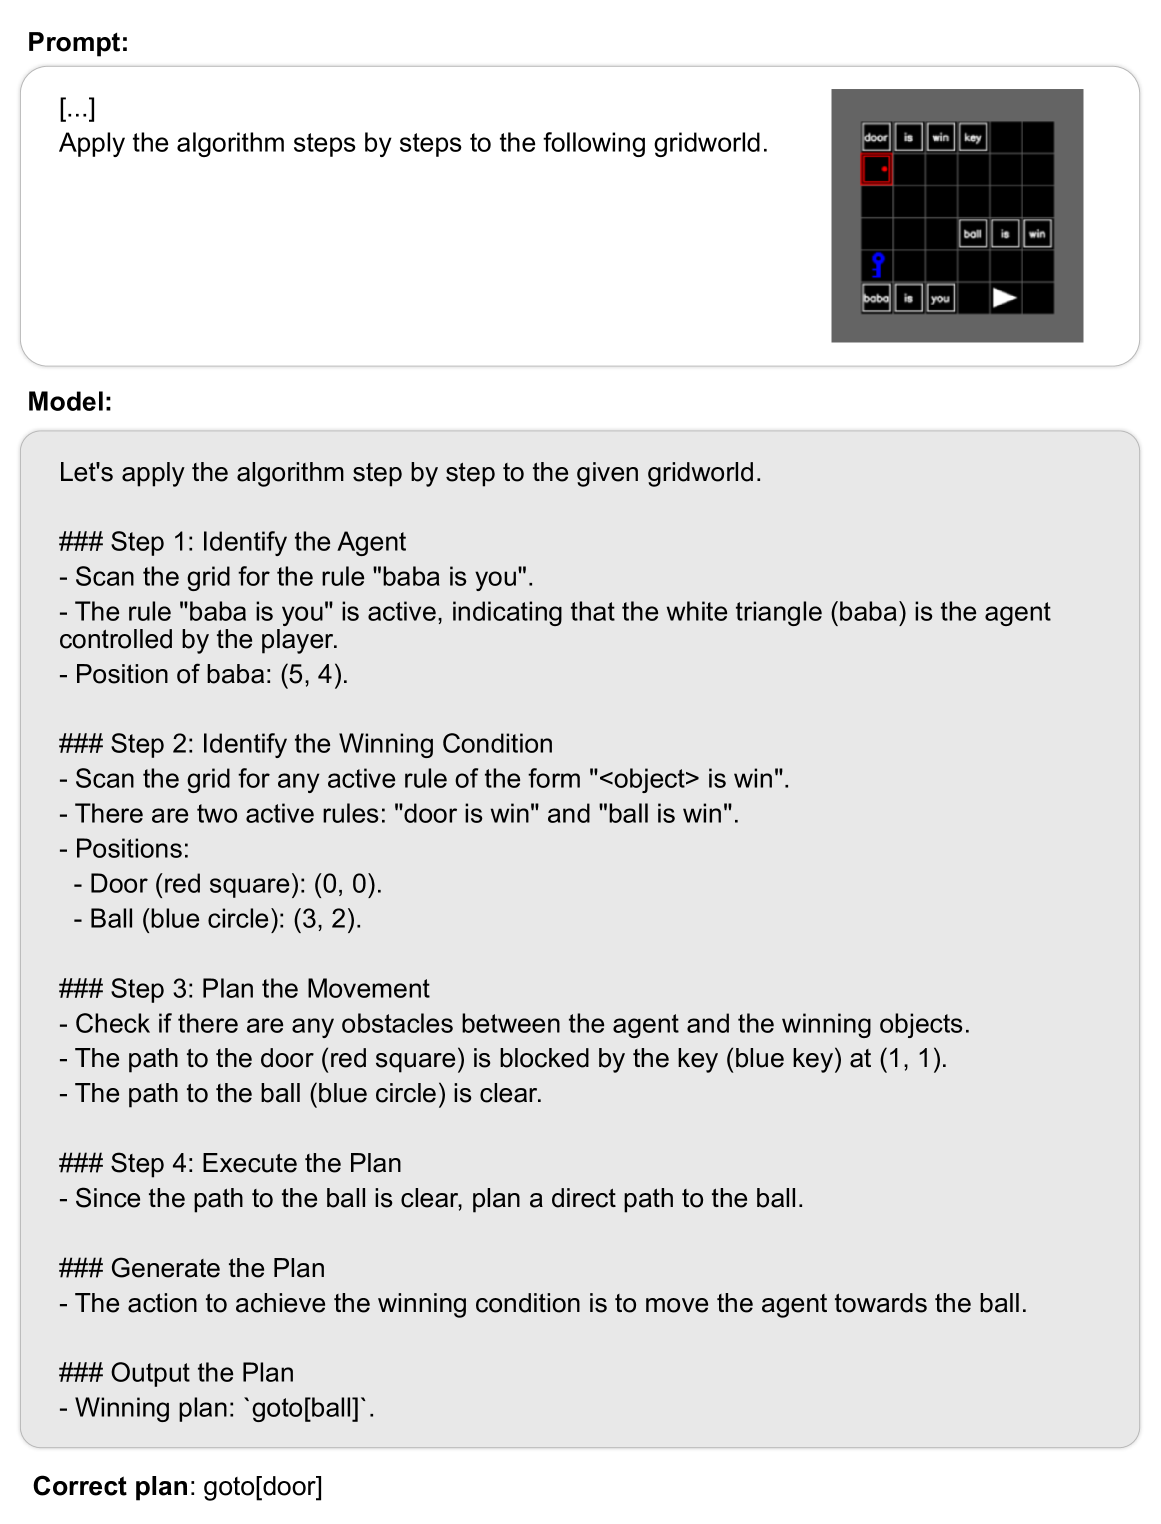 Prompt:
[...]
Apply the algorithm steps by steps to the following gridworld.
door is win key
ball is win
baba is you
Model:
Let's apply the algorithm step by step to the given gridworld.
### Step 1: Identify the Agent
- Scan the grid for the rule "baba is you".
- The rule "baba is you" is active, indicating that the white triangle (baba) is the agent
controlled by the player.
- Position of baba: (5, 4).
### Step 2: Identify the Winning Condition
- Scan the grid for any active rule of the form "<object> is win".
- There are two active rules: "door is win" and "ball is win".
- Positions:
- Door (red square): (0, 0).
- Ball (blue circle): (3, 2).
### Step 3: Plan the Movement
- Check if there are any obstacles between the agent and the winning objects.
- The path to the door (red square) is blocked by the key (blue key) at (1, 1).
- The path to the ball (blue circle) is clear.
### Step 4: Execute the Plan
- Since the path to the ball is clear, plan a direct path to the ball.
### Generate the Plan
- The action to achieve the winning condition is to move the agent towards the ball.
### Output the Plan
- Winning plan: `goto[ball]`.
Correct plan: goto[door]